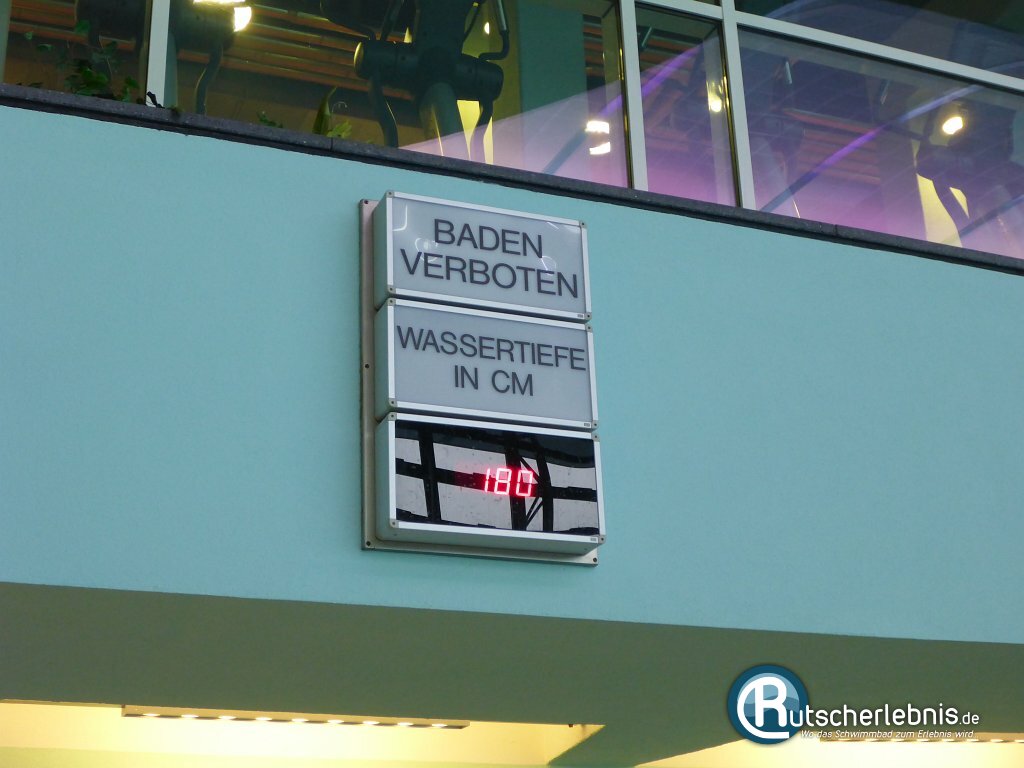 BADEN
VERBOTEN
WASSERTIEFE
IN CM
180
Rutscherlebnis.de
Wo das Schwimmbad zum Erlebnis wird